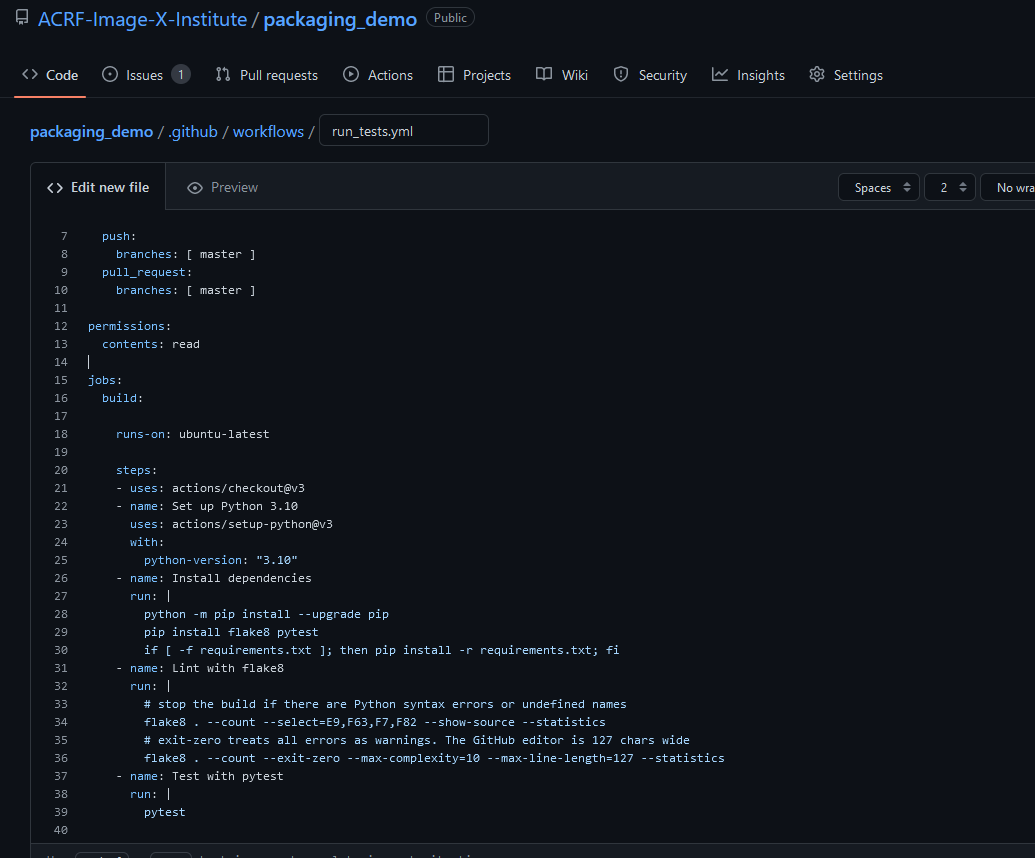 ACRF-Image-X-Institute / packaging_demo Public
Code Issues 1 Pull requests Actions Projects Wiki Security Insights Settings
packaging_demo / .github / workflows / run_tests.yml
Edit new file Preview Spaces 2 No wra
7 push:
8 branches: [ master ]
9 pull_request:
10 branches: [ master ]
11
12 permissions:
13 contents: read
14
15 jobs:
16 build:
17
18 runs-on: ubuntu-latest
19
20 steps:
21 - uses: actions/checkout@v3
22 - name: Set up Python 3.10
23 uses: actions/setup-python@v3
24 with:
25 python-version: "3.10"
26 - name: Install dependencies
27 run: |
28 python -m pip install --upgrade pip
29 pip install flake8 pytest
30 if [ -f requirements.txt ]; then pip install -r requirements.txt; fi
31 - name: Lint with flake8
32 run: |
33 # stop the build if there are Python syntax errors or undefined names
34 flake8 . --count --select=E9,F63,F7,F82 --show-source --statistics
35 # exit-zero treats all errors as warnings. The GitHub editor is 127 chars wide
36 flake8 . --count --exit-zero --max-complexity=10 --max-line-length=127 --statistics
37 - name: Test with pytest
38 run: |
39 pytest
40